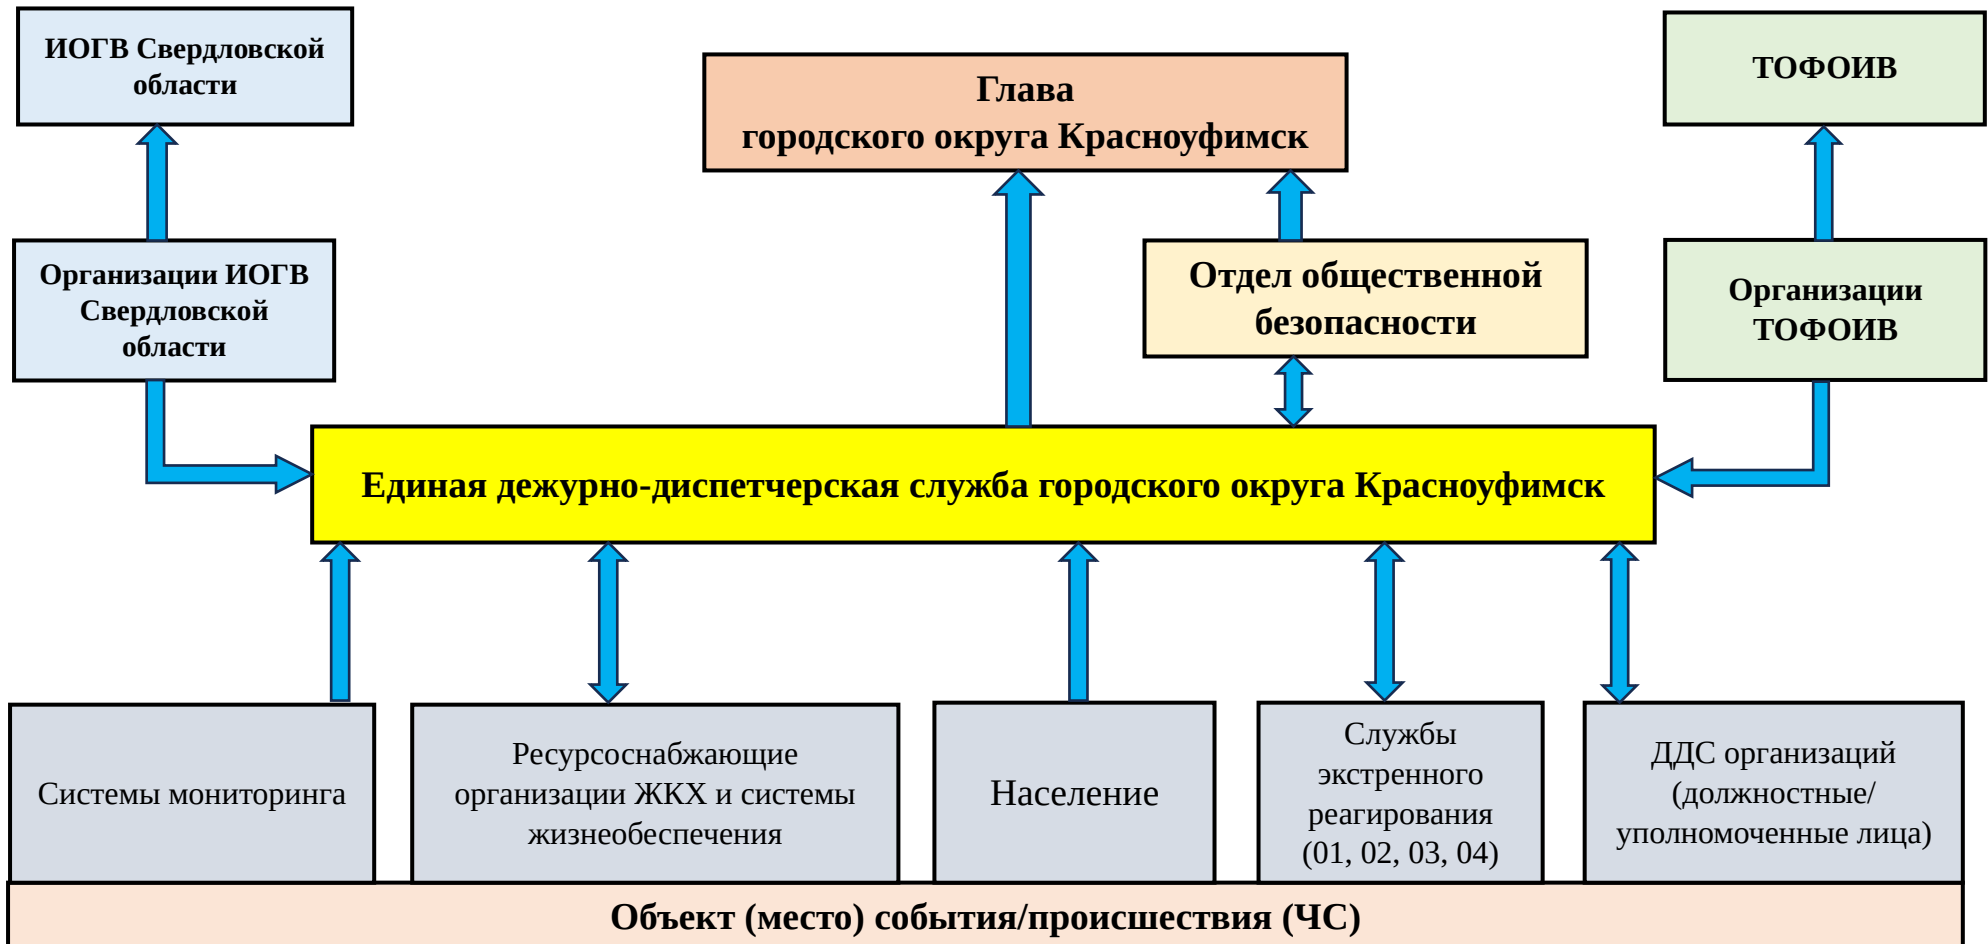 ИОГВ Свердловской
области
Глава
городского округа Красноуфимск
ТОФОИВ
Организации ИОГВ
Свердловской
области
Отдел общественной
безопасности
Организации
ТОФОИВ
Единая дежурно-диспетчерская служба городского округа Красноуфимск
Системы мониторинга
Ресурсоснабжающие
организации ЖКХ и системы
жизнеобеспечения
Население
Службы
экстренного
реагирования
(01, 02, 03, 04)
ДДС организаций
(должностные/
уполномоченные лица)
Объект (место) события/происшествия (ЧС)